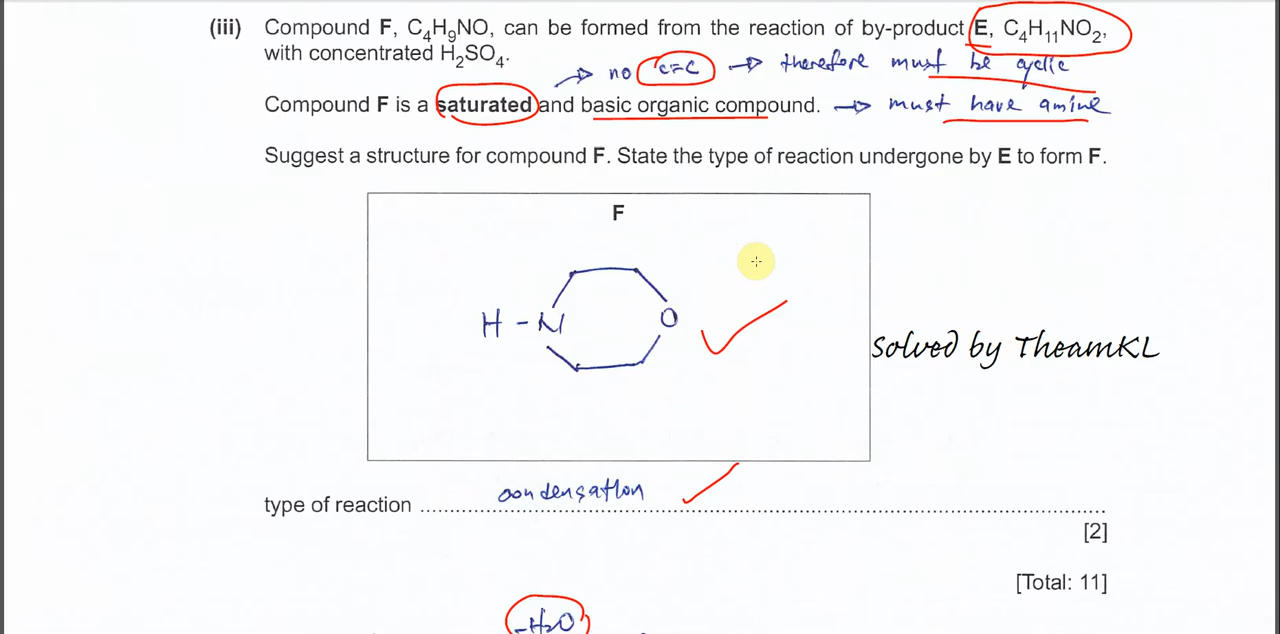 (iii) Compound F, C₄H₉NO, can be formed from the reaction of by-product E, C₄H₁₁NO₂,
with concentrated H₂SO₄.
→ no C=C → therefore must be cyclic
Compound F is a saturated and basic organic compound. → must have amine
Suggest a structure for compound F. State the type of reaction undergone by E to form F.
F
H - N O
Solved by TheamKL
type of reaction condensation
[2]
[Total: 11]
-H₂O